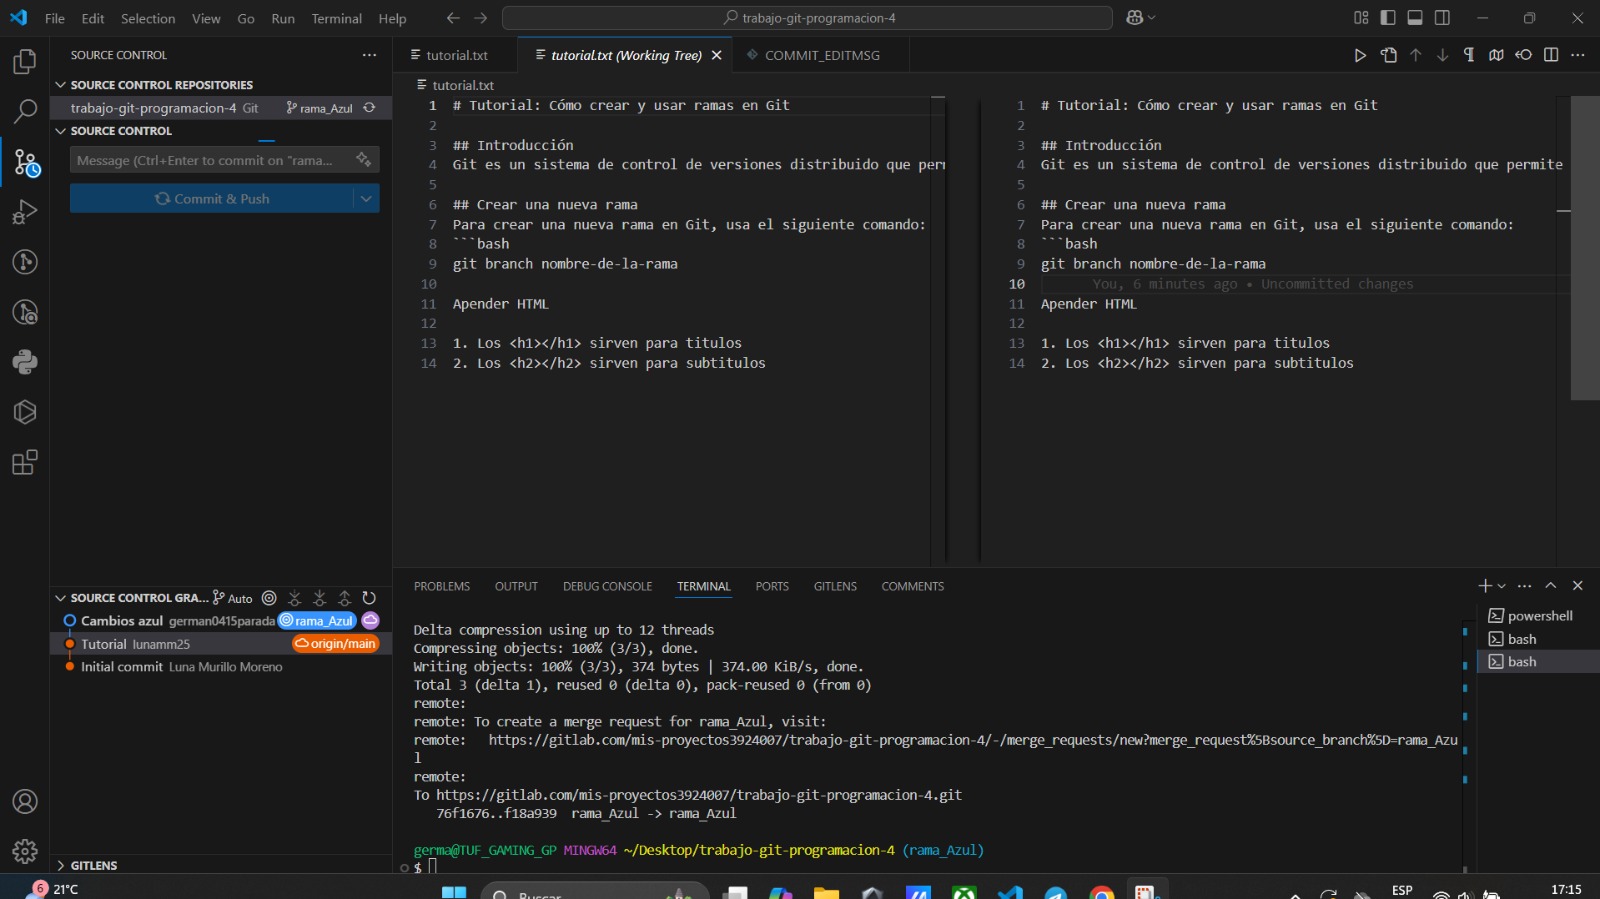 File Edit Selection View Go Run Terminal Help
trabajo-git-programacion-4
SOURCE CONTROL
SOURCE CONTROL REPOSITORIES
trabajo-git-programacion-4 Git rama_Azul
SOURCE CONTROL
Message (Ctrl+Enter to commit on "rama...
Commit & Push
SOURCE CONTROL GRA... Auto
Cambios azul german0415parada rama_Azul
Tutorial lunamm25 origin/main
Initial commit Luna Murillo Moreno
GITLENS
tutorial.txt
tutorial.txt (Working Tree)
COMMIT_EDITMSG
tutorial.txt
1 # Tutorial: Cómo crear y usar ramas en Git
2
3 ## Introducción
4 Git es un sistema de control de versiones distribuido que per
5
6 ## Crear una nueva rama
7 Para crear una nueva rama en Git, usa el siguiente comando:
8 ```bash
9 git branch nombre-de-la-rama
10
11 Apender HTML
12
13 1. Los <h1></h1> sirven para titulos
14 2. Los <h2></h2> sirven para subtitulos
1 # Tutorial: Cómo crear y usar ramas en Git
2
3 ## Introducción
4 Git es un sistema de control de versiones distribuido que permite
5
6 ## Crear una nueva rama
7 Para crear una nueva rama en Git, usa el siguiente comando:
8 ```bash
9 git branch nombre-de-la-rama
10 You, 6 minutes ago • Uncommitted changes
11 Apender HTML
12
13 1. Los <h1></h1> sirven para titulos
14 2. Los <h2></h2> sirven para subtitulos
PROBLEMS OUTPUT DEBUG CONSOLE TERMINAL PORTS GITLENS COMMENTS
Delta compression using up to 12 threads
Compressing objects: 100% (3/3), done.
Writing objects: 100% (3/3), 374 bytes | 374.00 KiB/s, done.
Total 3 (delta 1), reused 0 (delta 0), pack-reused 0 (from 0)
remote:
remote: To create a merge request for rama_Azul, visit:
remote:   https://gitlab.com/mis-proyectos3924007/trabajo-git-programacion-4/-/merge_requests/new?merge_request%5Bsource_branch%5D=rama_Azu
l
remote:
To https://gitlab.com/mis-proyectos3924007/trabajo-git-programacion-4.git
   76f1676..f18a939  rama_Azul -> rama_Azul
germa@TUF_GAMING_GP MINGW64 ~/Desktop/trabajo-git-programacion-4 (rama_Azul)
$
powershell
bash
bash
6
21°C
Buscar
ESP
17:15